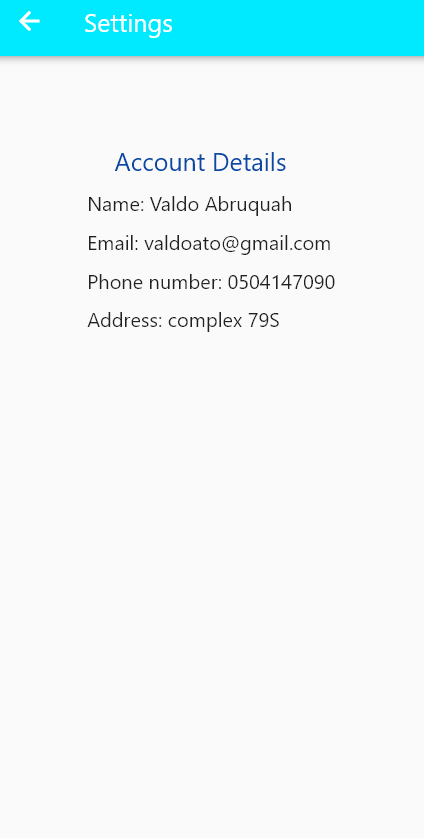 Settings
Account Details
Name: Valdo Abruquah
Email: valdoato@gmail.com
Phone number: 0504147090
Address: complex 79S